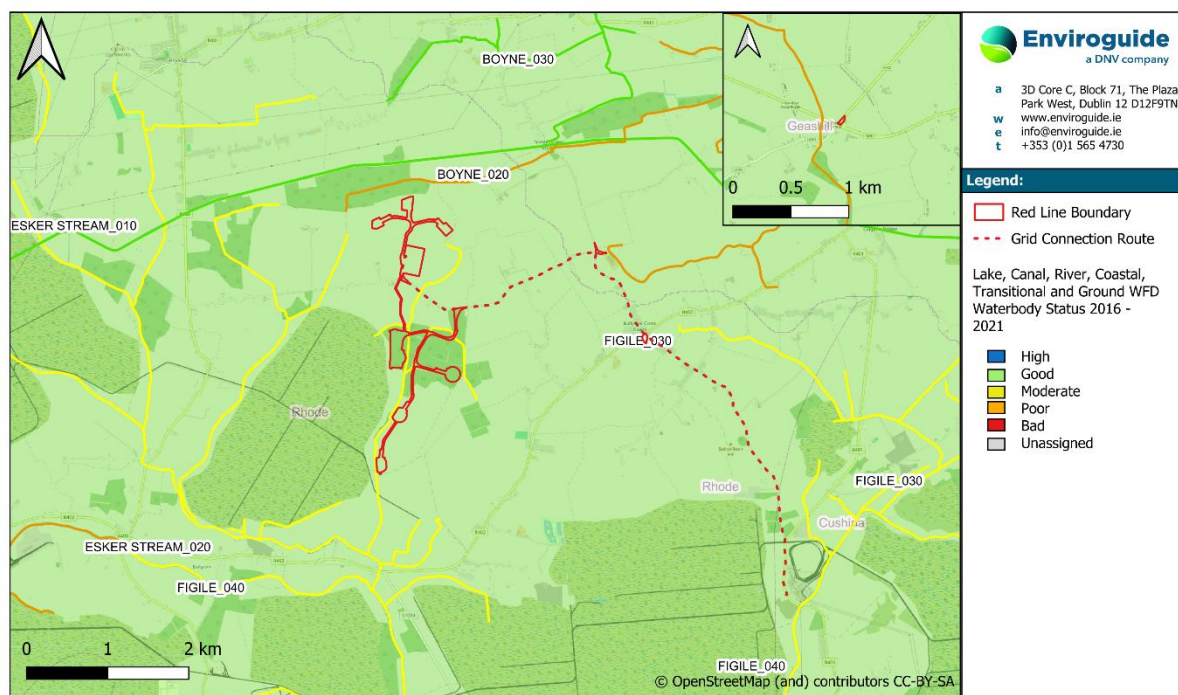 BOYNE_030
BOYNE_020
ESKER STREAM_010
FIGILE_030
Rhode
Rhode
FIGILE_030
Cushina
ESKER STREAM_020
FIGILE_040
FIGILE_040
0 1 2 km
© OpenStreetMap (and) contributors CC-BY-SA
Geashill
0 0.5 1 km
Enviroguide
a DNV company
a 3D Core C, Block 71, The Plaza
Park West, Dublin 12 D12F9TN
w www.enviroguide.ie
e info@enviroguide.ie
t +353 (0)1 565 4730
Legend:
Red Line Boundary
Grid Connection Route
Lake, Canal, River, Coastal,
Transitional and Ground WFD
Waterbody Status 2016 -
2021
High
Good
Moderate
Poor
Bad
Unassigned